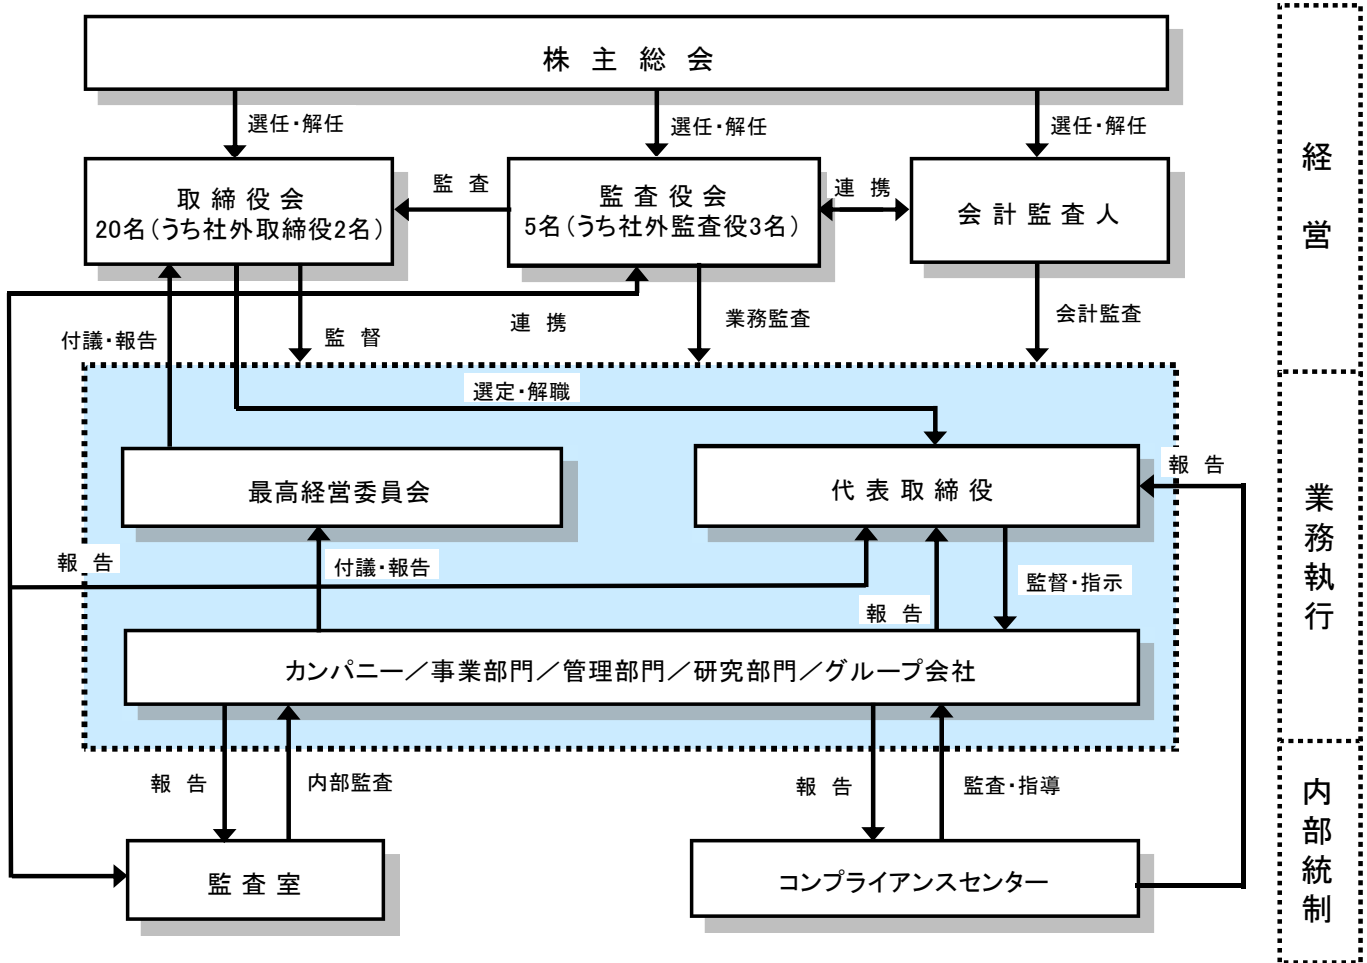 株主総会
選任・解任
選任・解任
選任・解任
取締役会
20名(うち社外取締役2名)
監査
監査役会
5名(うち社外監査役3名)
連携
会計監査人
経営
付議・報告
監督
連携
業務監査
会計監査
選定・解職
最高経営委員会
代表取締役
報告
業務執行
報告
付議・報告
報告
監督・指示
カンパニー/事業部門/管理部門/研究部門/グループ会社
報告
内部監査
報告
監査・指導
内部統制
監査室
コンプライアンスセンター